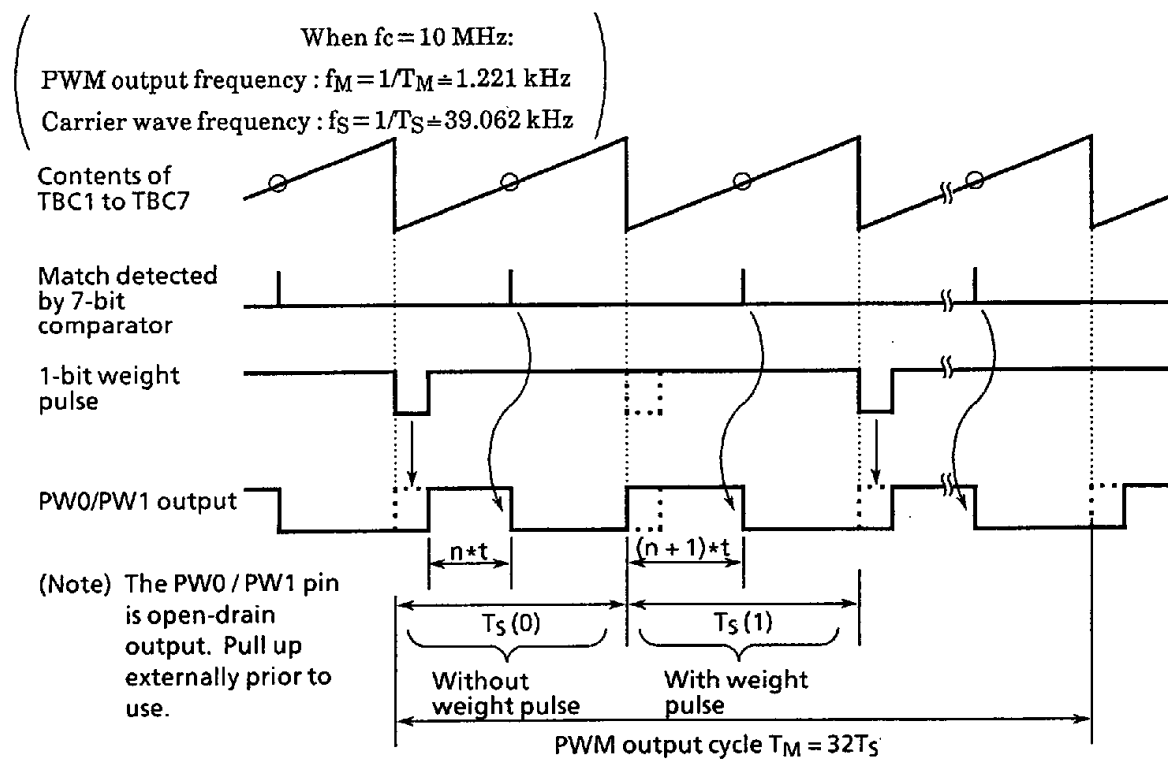 When fc = 10 MHz:
PWM output frequency : fM = 1/TM ≐ 1.221 kHz
Carrier wave frequency : fS = 1/TS ≐ 39.062 kHz
Contents of
TBC1 to TBC7
Match detected
by 7-bit
comparator
1-bit weight
pulse
PW0/PW1 output
n*t
(n + 1)*t
(Note) The PW0 / PW1 pin
is open-drain
output. Pull up
externally prior to
use.
TS (0)
TS (1)
Without
weight pulse
With weight
pulse
PWM output cycle TM = 32TS